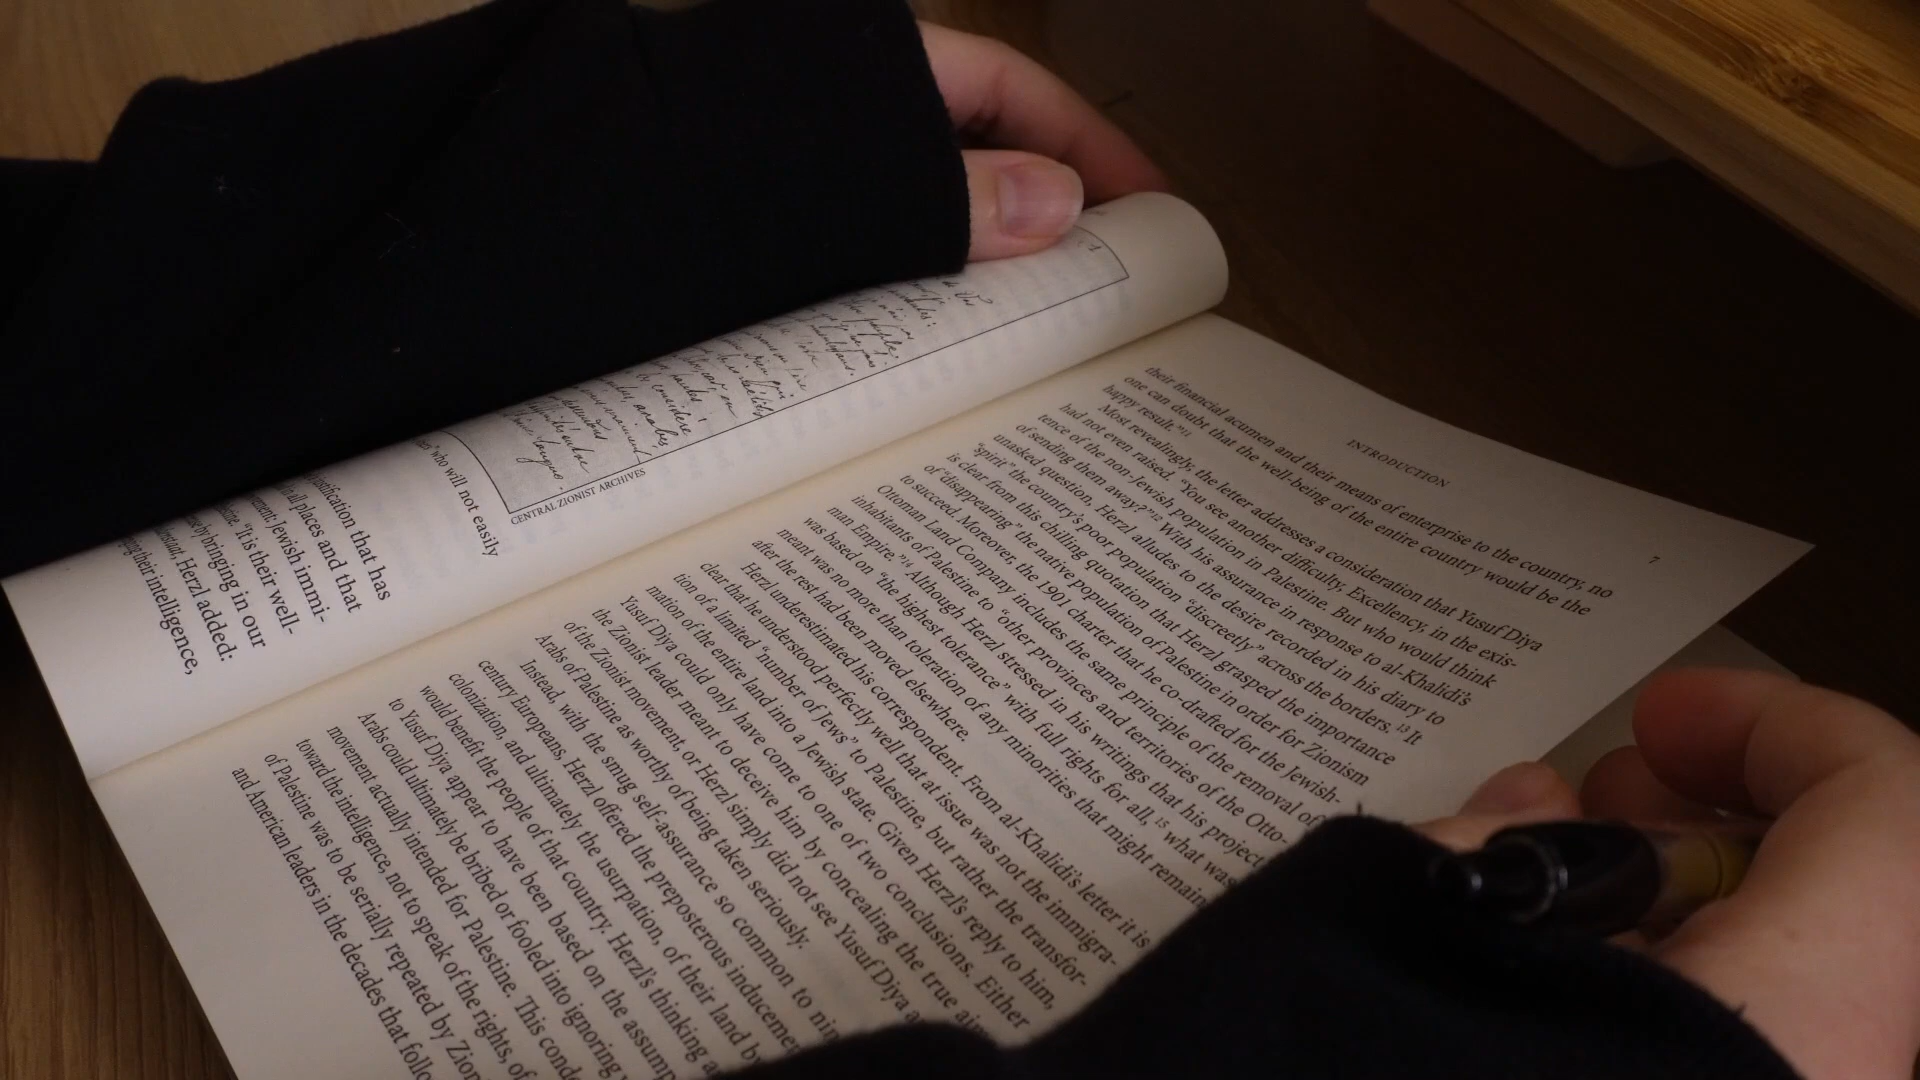 who will not easily
CENTRAL ZIONIST ARCHIVES
justification that has
in all places and that
Jewish immi-
"It is their well-
by bringing in our
Herzl added:
their intelligence,
INTRODUCTION
7
their financial acumen and their means of enterprise to the country, no
one can doubt that the well-being of the entire country would be the
happy result."11
Most revealingly, the letter addresses a consideration that Yusuf Diya
had not even raised. "You see another difficulty, Excellency, in the exis-
tence of the non-Jewish population in Palestine. But who would think
of sending them away?"12 With his assurance in response to al-Khalidi's
unasked question, Herzl alludes to the desire recorded in his diary to
"spirit" the country's poor population "discreetly" across the borders.13 It
is clear from this chilling quotation that Herzl grasped the importance
of "disappearing" the native population of Palestine in order for Zionism
to succeed. Moreover, the 1901 charter that he co-drafted for the Jewish-
Ottoman Land Company includes the same principle of the removal of
inhabitants of Palestine to "other provinces and territories of the Otto-
man Empire."14 Although Herzl stressed in his writings that his project
was based on "the highest tolerance" with full rights for all,15 what was
meant was no more than toleration of any minorities that might remain
after the rest had been moved elsewhere.
Herzl underestimated his correspondent. From al-Khalidi's letter it is
clear that he understood perfectly well that at issue was not the immigra-
tion of a limited "number of Jews" to Palestine, but rather the transfor-
mation of the entire land into a Jewish state. Given Herzl's reply to him,
Yusuf Diya could only have come to one of two conclusions. Either
the Zionist leader meant to deceive him by concealing the true
of the Zionist movement, or Herzl simply did not see Yusuf Diya
Arabs of Palestine as worthy of being taken seriously.
Instead, with the smug self-assurance so common to
century Europeans, Herzl offered the preposterous
colonization, and ultimately the usurpation, of their land
would benefit the people of that country. Herzl's thinking
to Yusuf Diya appear to have been based on the
Arabs could ultimately be bribed or fooled into ignoring
movement actually intended for Palestine. This
toward the intelligence, not to speak of the rights, of
of Palestine was to be serially repeated by
and American leaders in the decades that